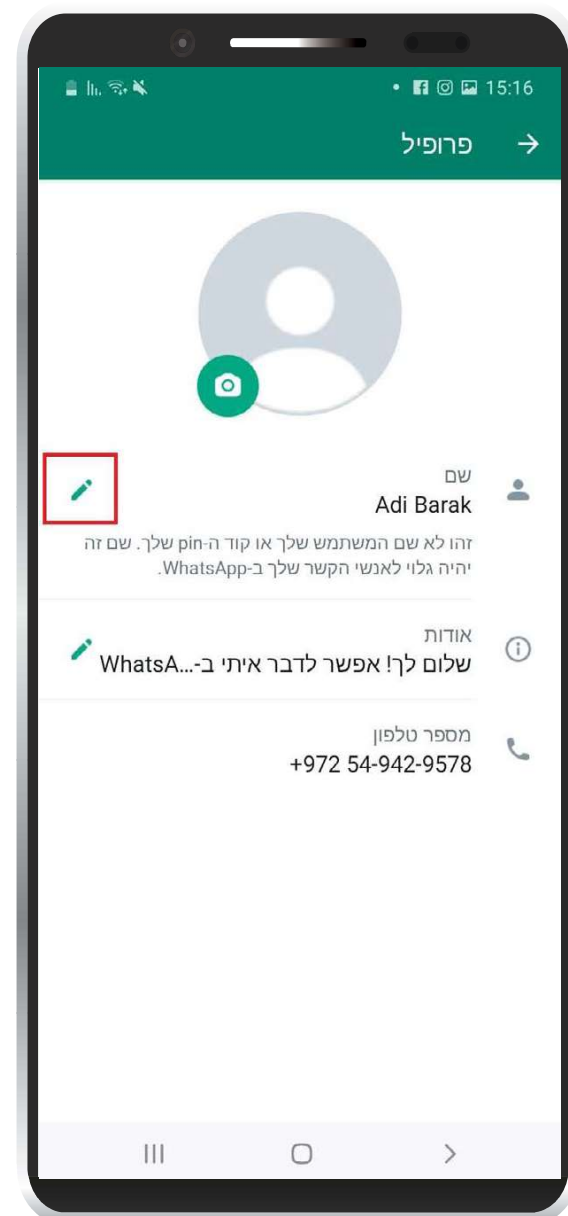 15:16
פרופיל
שם
Adi Barak
זהו לא שם המשתמש שלך או קוד ה-pin שלך. שם זה
יהיה גלוי לאנשי הקשר שלך ב-WhatsApp.
אודות
שלום לך! אפשר לדבר איתי ב-...WhatsA
מספר טלפון
+972 54-942-9578